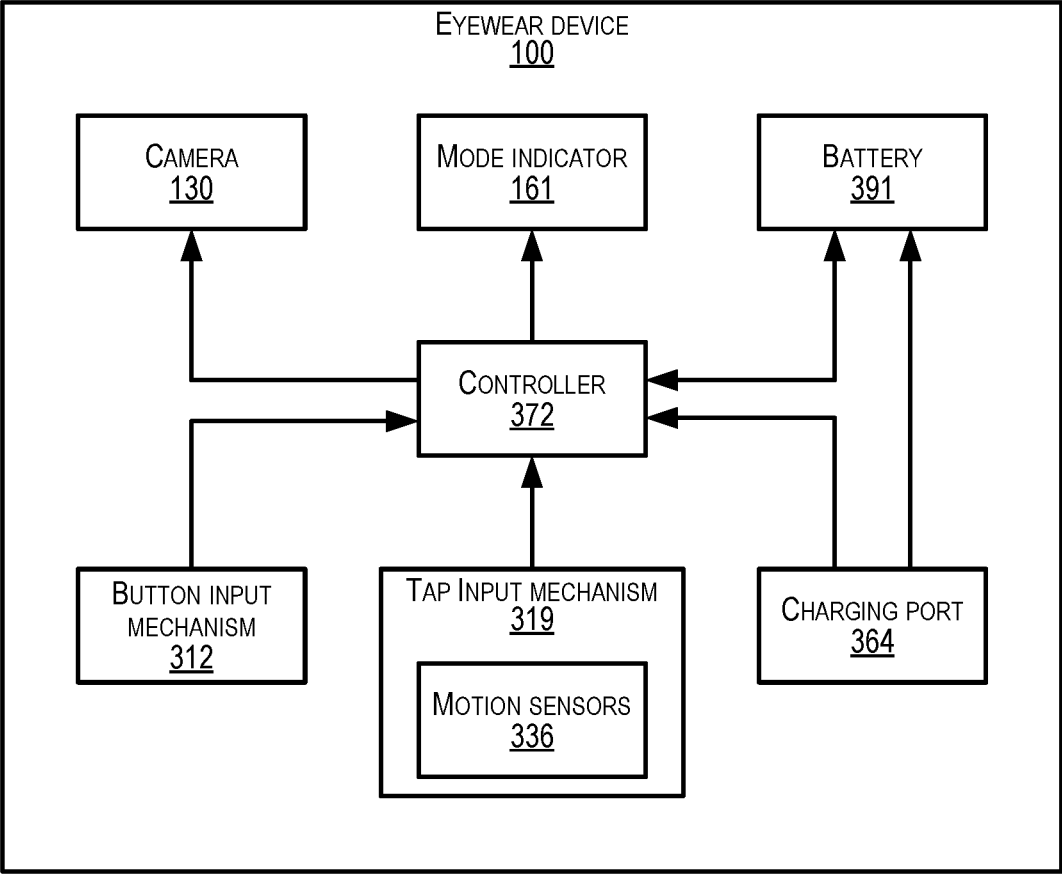 EYEWEAR DEVICE
100
CAMERA
130
MODE INDICATOR
161
BATTERY
391
CONTROLLER
372
BUTTON INPUT
MECHANISM
312
TAP INPUT MECHANISM
319
MOTION SENSORS
336
CHARGING PORT
364